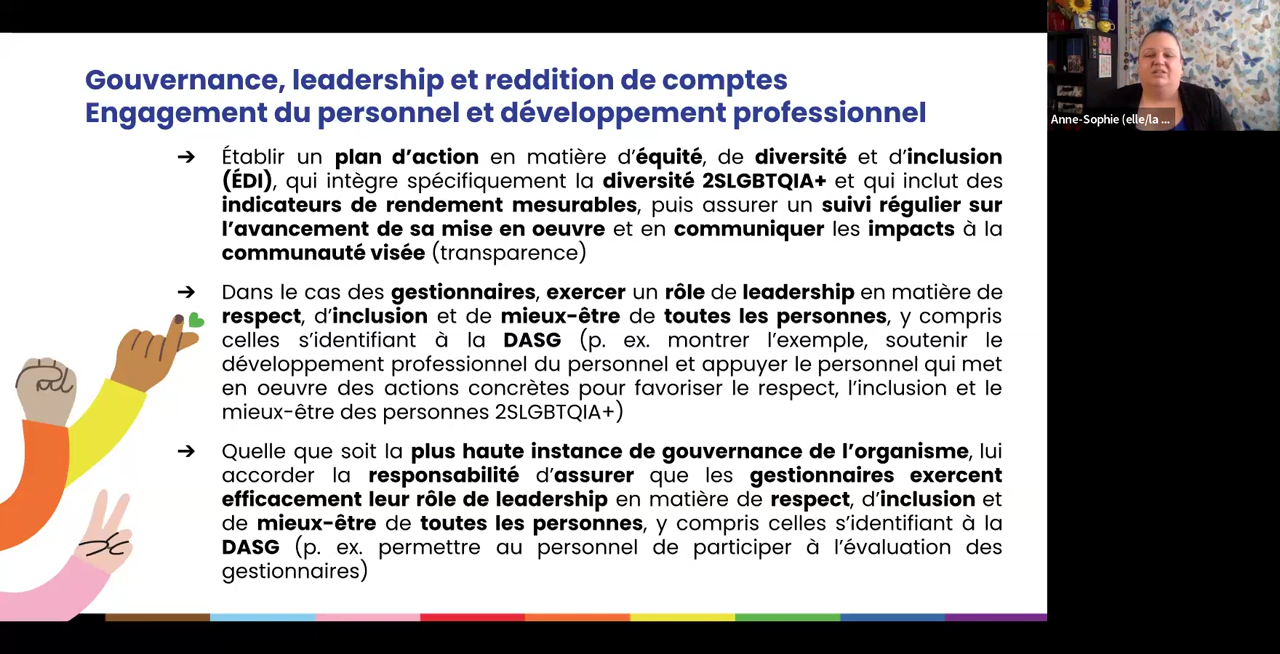 Gouvernance, leadership et reddition de comptes
Engagement du personnel et développement professionnel
➔ Établir un plan d’action en matière d’équité, de diversité et d’inclusion
(ÉDI), qui intègre spécifiquement la diversité 2SLGBTQIA+ et qui inclut des
indicateurs de rendement mesurables, puis assurer un suivi régulier sur
l’avancement de sa mise en oeuvre et en communiquer les impacts à la
communauté visée (transparence)
➔ Dans le cas des gestionnaires, exercer un rôle de leadership en matière de
respect, d’inclusion et de mieux-être de toutes les personnes, y compris
celles s’identifiant à la DASG (p. ex. montrer l’exemple, soutenir le
développement professionnel du personnel et appuyer le personnel qui met
en oeuvre des actions concrètes pour favoriser le respect, l’inclusion et le
mieux-être des personnes 2SLGBTQIA+)
➔ Quelle que soit la plus haute instance de gouvernance de l’organisme, lui
accorder la responsabilité d’assurer que les gestionnaires exercent
efficacement leur rôle de leadership en matière de respect, d’inclusion et
de mieux-être de toutes les personnes, y compris celles s’identifiant à la
DASG (p. ex. permettre au personnel de participer à l’évaluation des
gestionnaires)
Anne-Sophie (elle/la ...